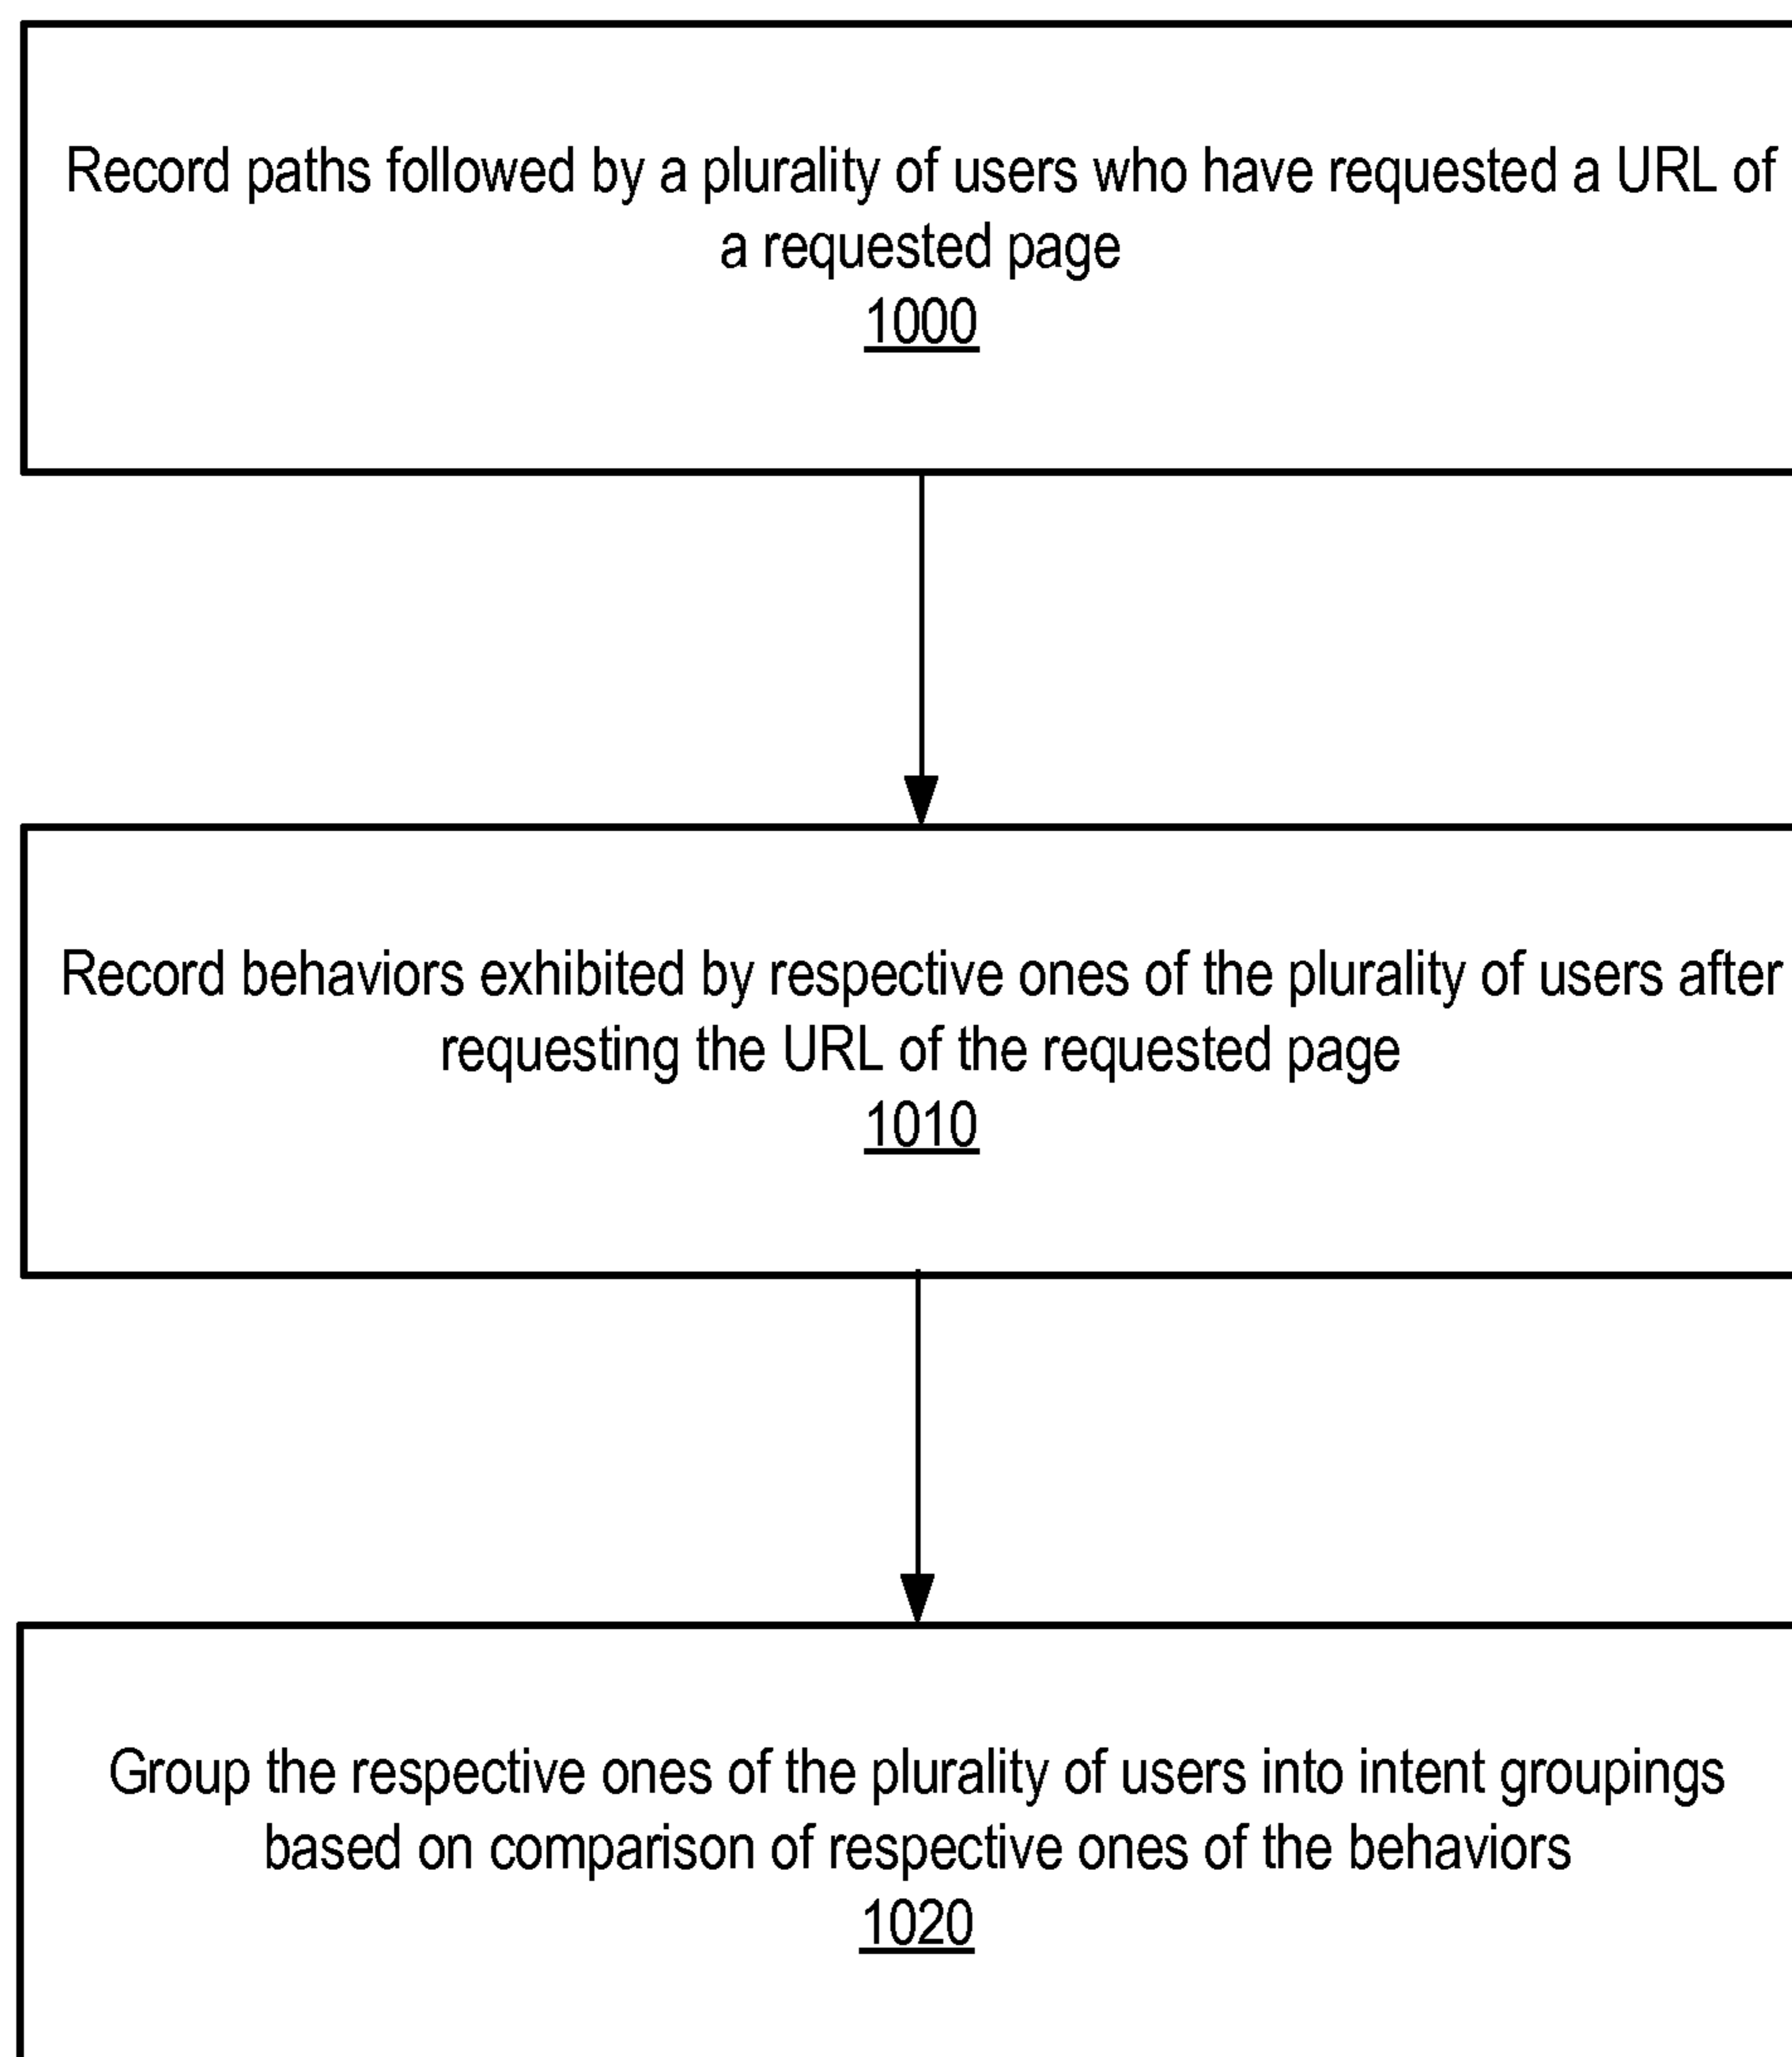 Record paths followed by a plurality of users who have requested a URL of
a requested page
1000
Record behaviors exhibited by respective ones of the plurality of users after
requesting the URL of the requested page
1010
Group the respective ones of the plurality of users into intent groupings
based on comparison of respective ones of the behaviors
1020